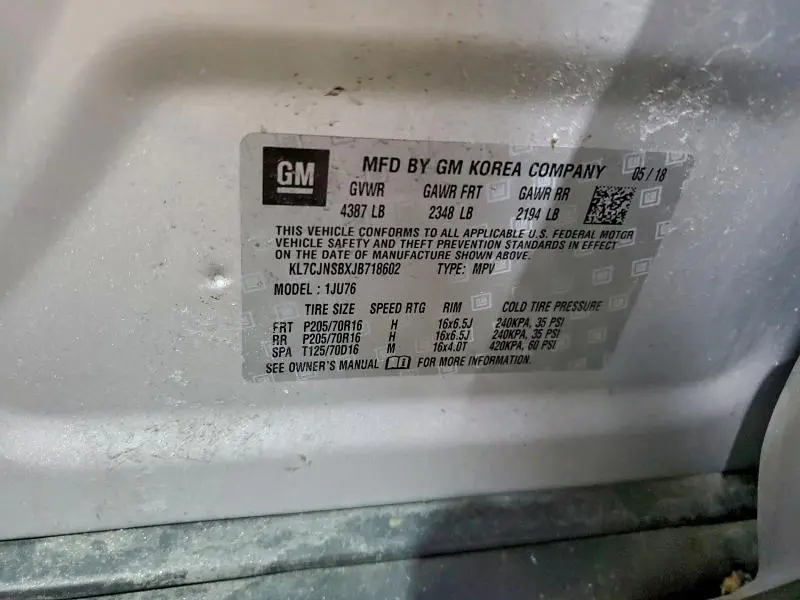 GM MFD BY GM KOREA COMPANY 05/18
GVWR GAWR FRT GAWR RR
4387 LB 2348 LB 2194 LB
THIS VEHICLE CONFORMS TO ALL APPLICABLE U.S. FEDERAL MOTOR
VEHICLE SAFETY AND THEFT PREVENTION STANDARDS IN EFFECT
ON THE DATE OF MANUFACTURE SHOWN ABOVE.
KL7CJNSBXJB718602 TYPE: MPV
MODEL : 1JU76
TIRE SIZE SPEED RTG RIM COLD TIRE PRESSURE
FRT P205/70R16 H 16x6.5J 240KPA, 35 PSI
RR P205/70R16 H 16x6.5J 240KPA, 35 PSI
SPA T125/70D16 M 16x4.0T 420KPA, 60 PSI
SEE OWNER'S MANUAL FOR MORE INFORMATION.